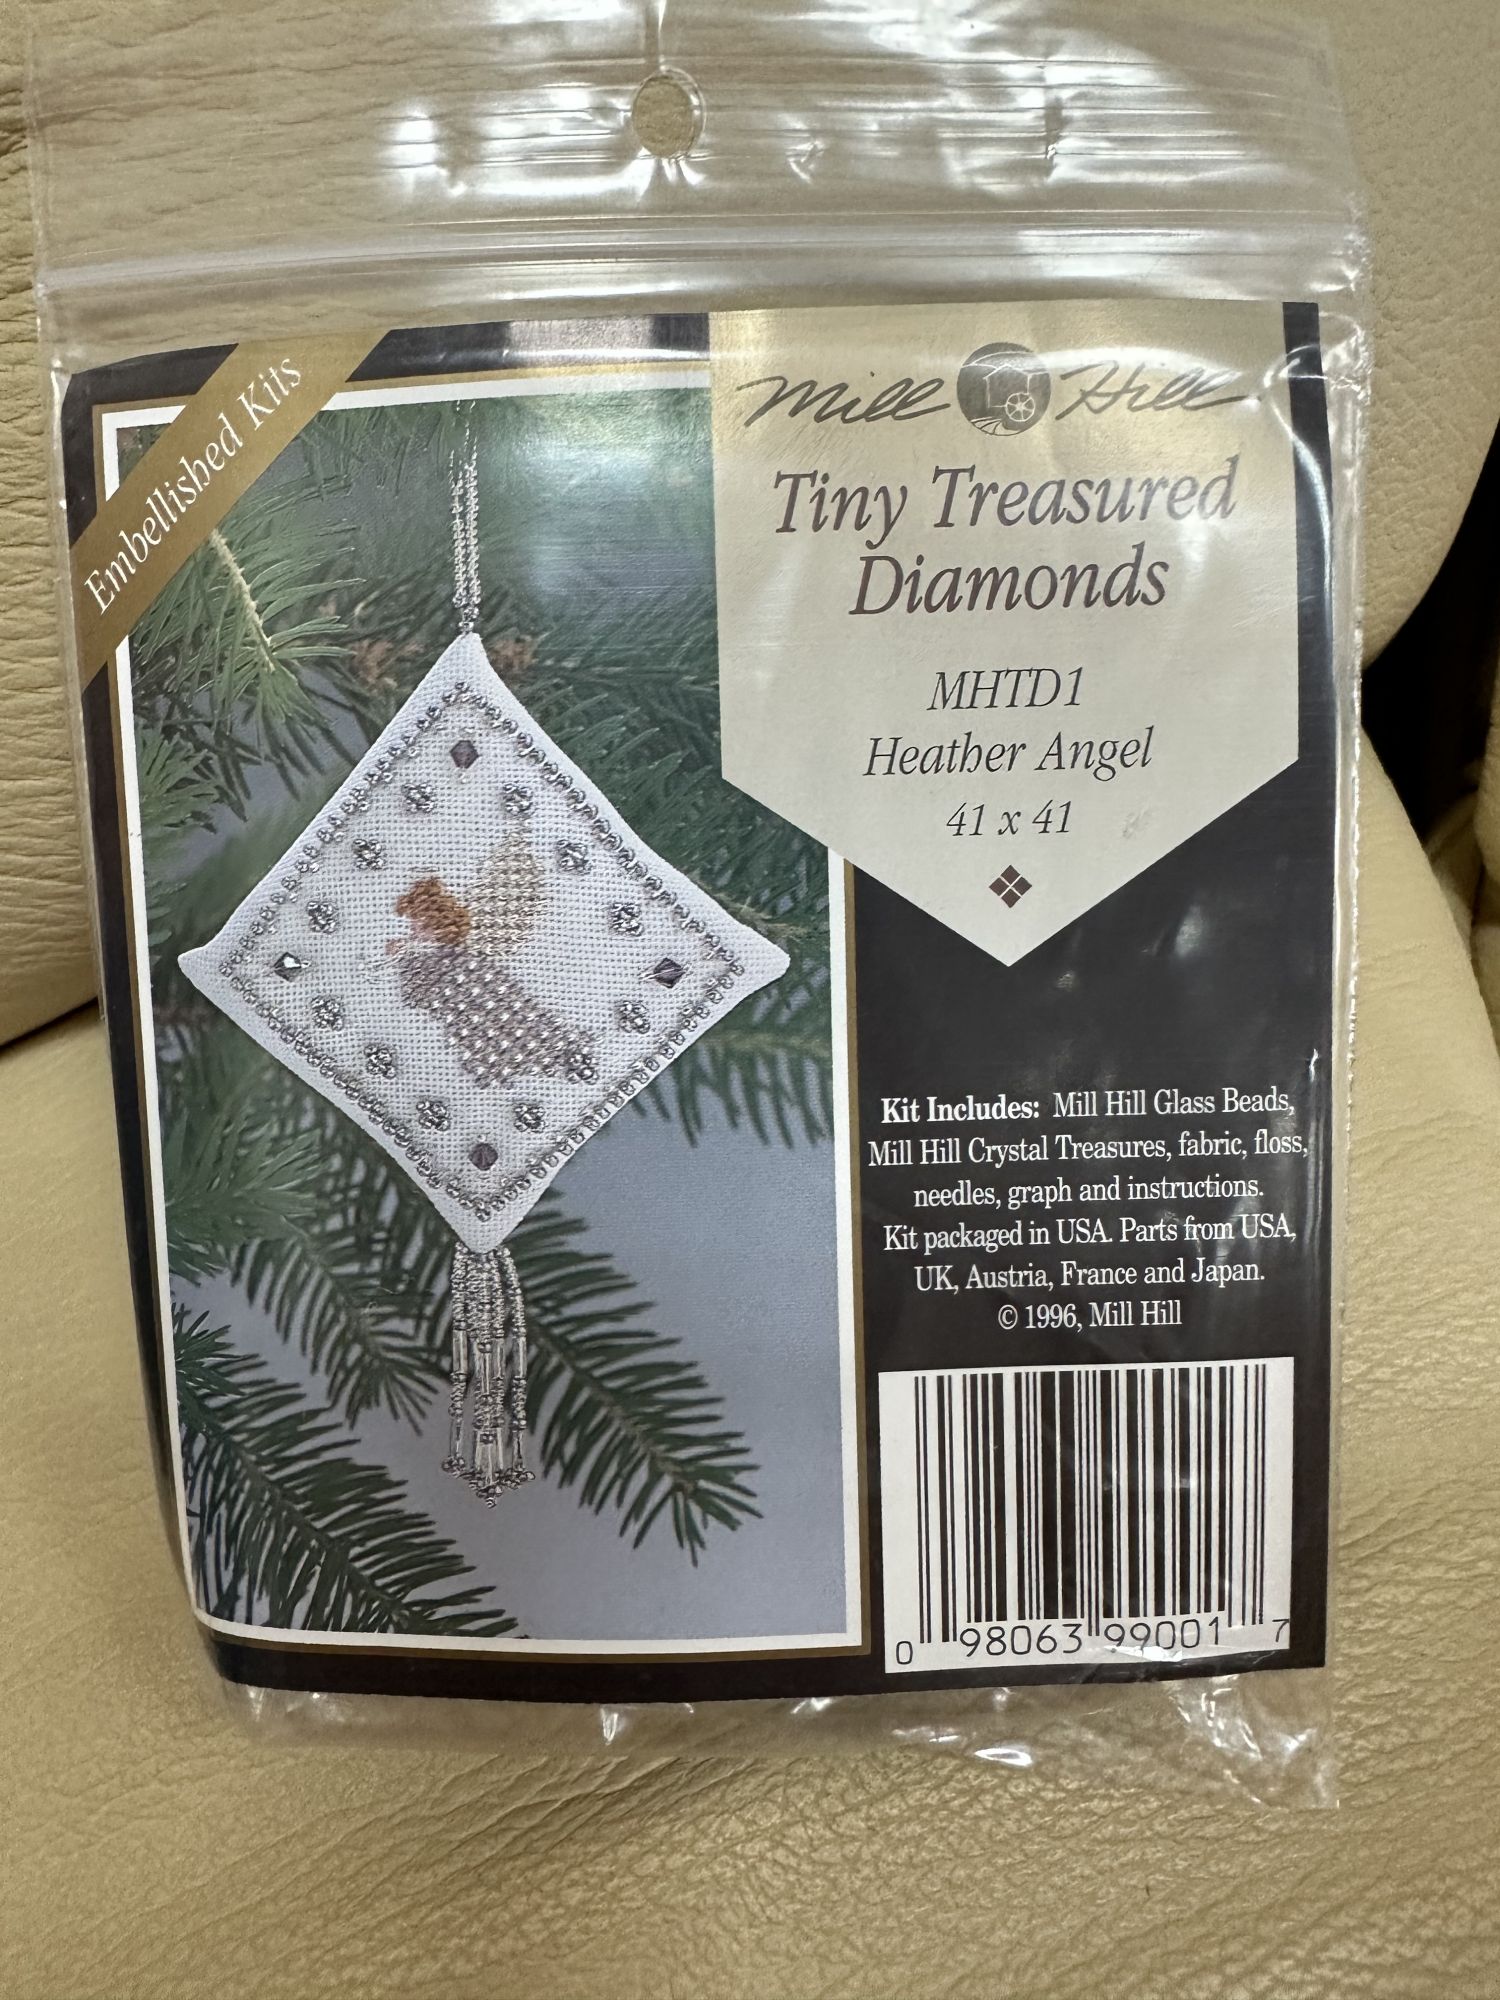 Embellished Kits
Mill Hill
Tiny Treasured
Diamonds
MHTD1
Heather Angel
41 x 41
Kit Includes: Mill Hill Glass Beads,
Mill Hill Crystal Treasures, fabric, floss,
needles, graph and instructions.
Kit packaged in USA. Parts from USA,
UK, Austria, France and Japan.
© 1996, Mill Hill
0 98063 99001 7